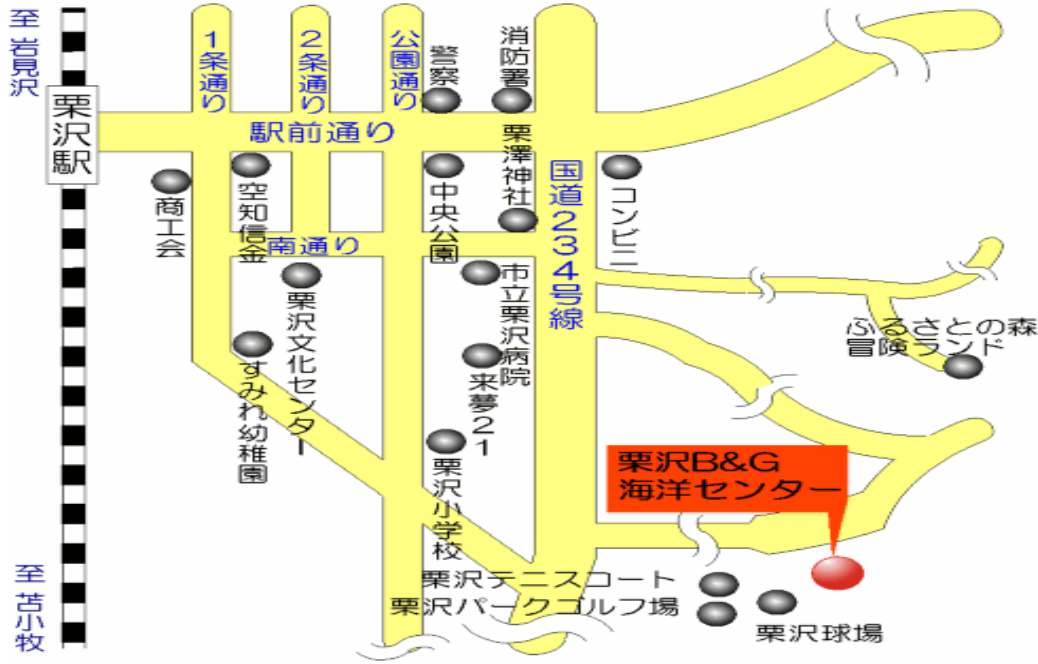 至 岩見沢
栗沢駅
1条通り
2条通り
公園通り
警察
消防署
駅前通り
栗澤神社
国道234号線
コンビニ
商工会
空知信金
中央公園
南通り
栗沢文化センター
市立栗沢病院
ふるさとの森
冒険ランド
すみれ幼稚園
来夢21
栗沢小学校
栗沢B&G
海洋センター
栗沢テニスコート
栗沢パークゴルフ場
栗沢球場
至 苫小牧